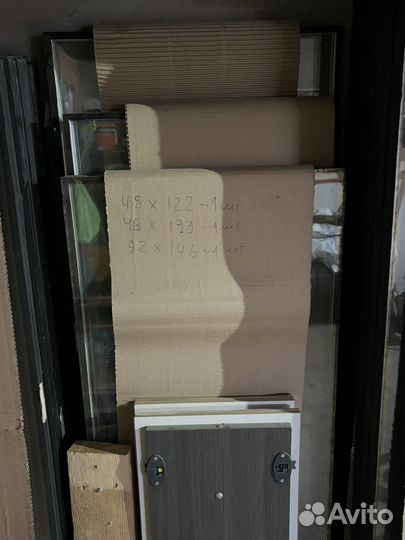 48 x 122 - 1 шт
48 x 133 - 1 шт
92 x 146 - 1 шт
Avito